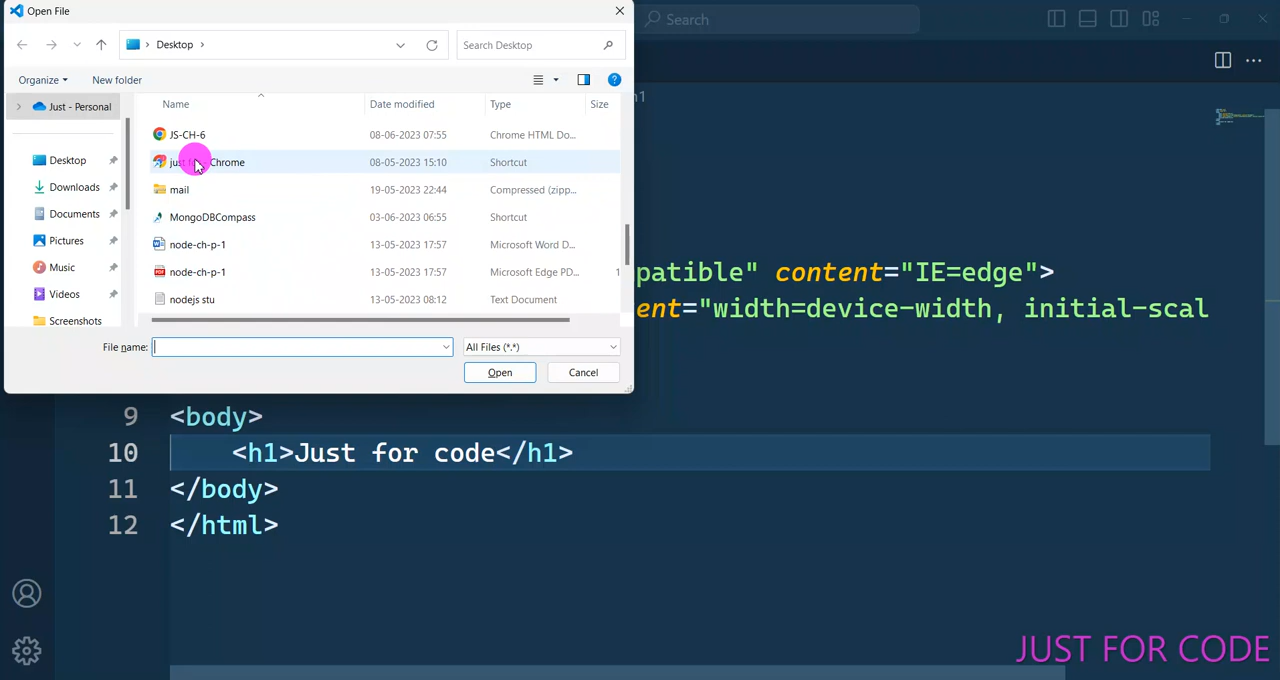 Open File
Search
Desktop
Search Desktop
Organize
New folder
Name
Date modified
Type
Size
Just - Personal
JS-CH-6
08-06-2023 07:55
Chrome HTML Do...
just Chrome
08-05-2023 15:10
Shortcut
Desktop
mail
19-05-2023 22:44
Compressed (zipp...
Downloads
MongoDBCompass
03-06-2023 06:55
Shortcut
Documents
node-ch-p-1
13-05-2023 17:57
Microsoft Word D...
Pictures
node-ch-p-1
13-05-2023 17:57
Microsoft Edge PD...
1
Music
nodejs stu
13-05-2023 08:12
Text Document
Videos
Screenshots
File name:
All Files (*.*)
Open
Cancel
h1
patible" content="IE=edge">
ent="width=device-width, initial-scal
9 <body>
10 <h1>Just for code</h1>
11 </body>
12 </html>
JUST FOR CODE